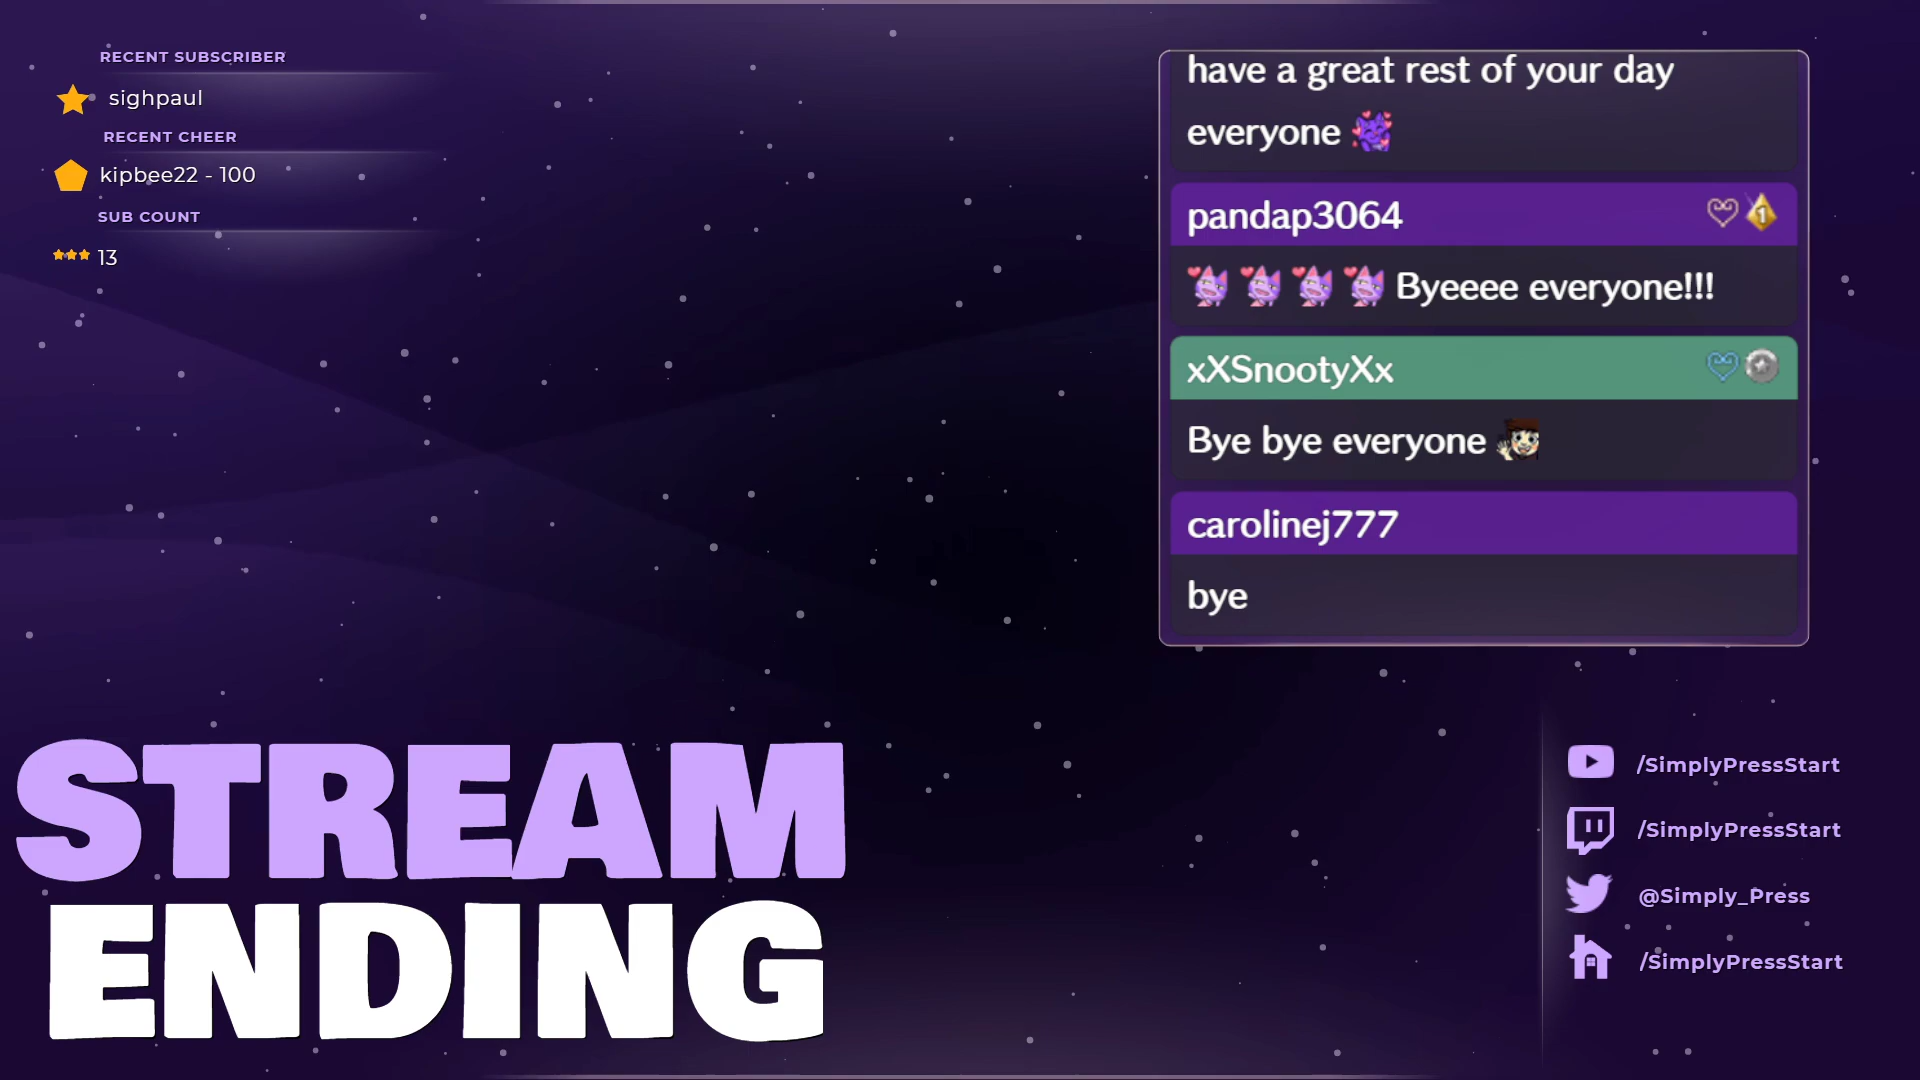 RECENT SUBSCRIBER
sighpaul
RECENT CHEER
kipbee22 - 100
SUB COUNT
13
have a great rest of your day
everyone
pandap3064
1
Byeeee everyone!!!
xXSnootyXx
Bye bye everyone
carolinej777
bye
STREAM
ENDING
/SimplyPressStart
/SimplyPressStart
@Simply_Press
/SimplyPressStart